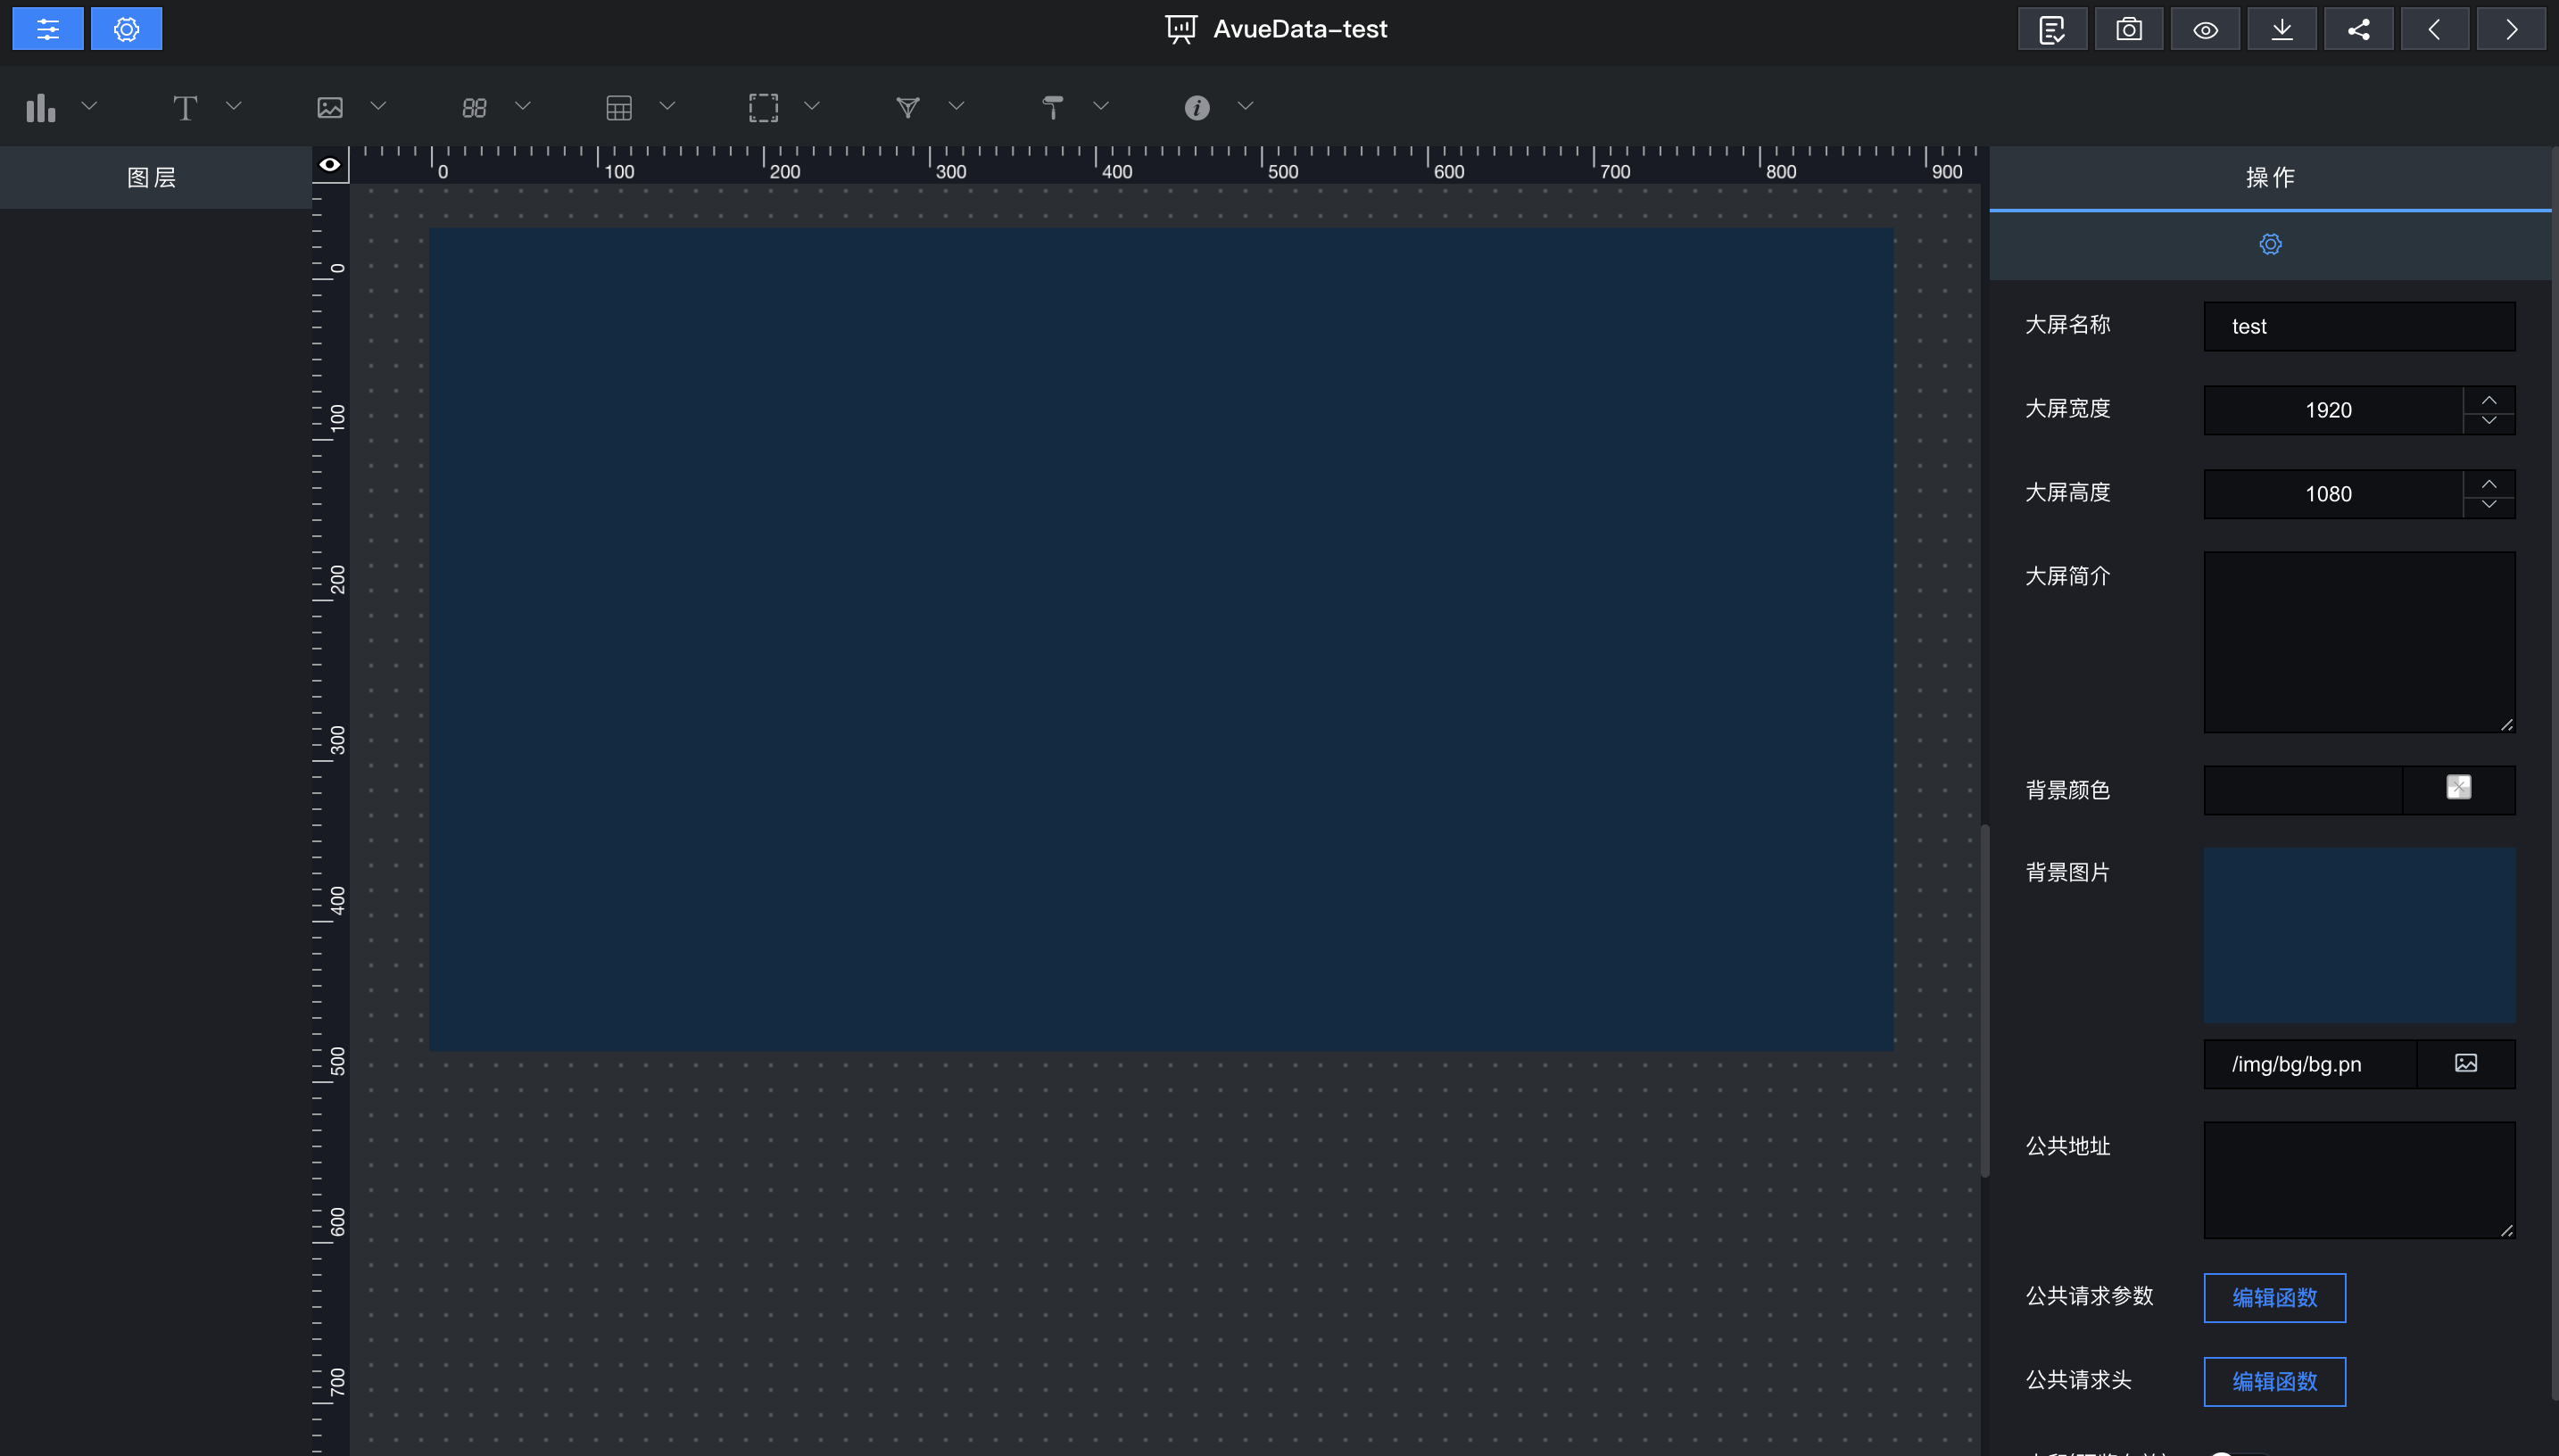 AvueData-test
图层
0 100 200 300 400 500 600 700 800 900
操作
0
100
200
300
400
500
600
700
大屏名称 test
大屏宽度 1920
大屏高度 1080
大屏简介
背景颜色
背景图片
/img/bg/bg.pn
公共地址
公共请求参数 编辑函数
公共请求头 编辑函数